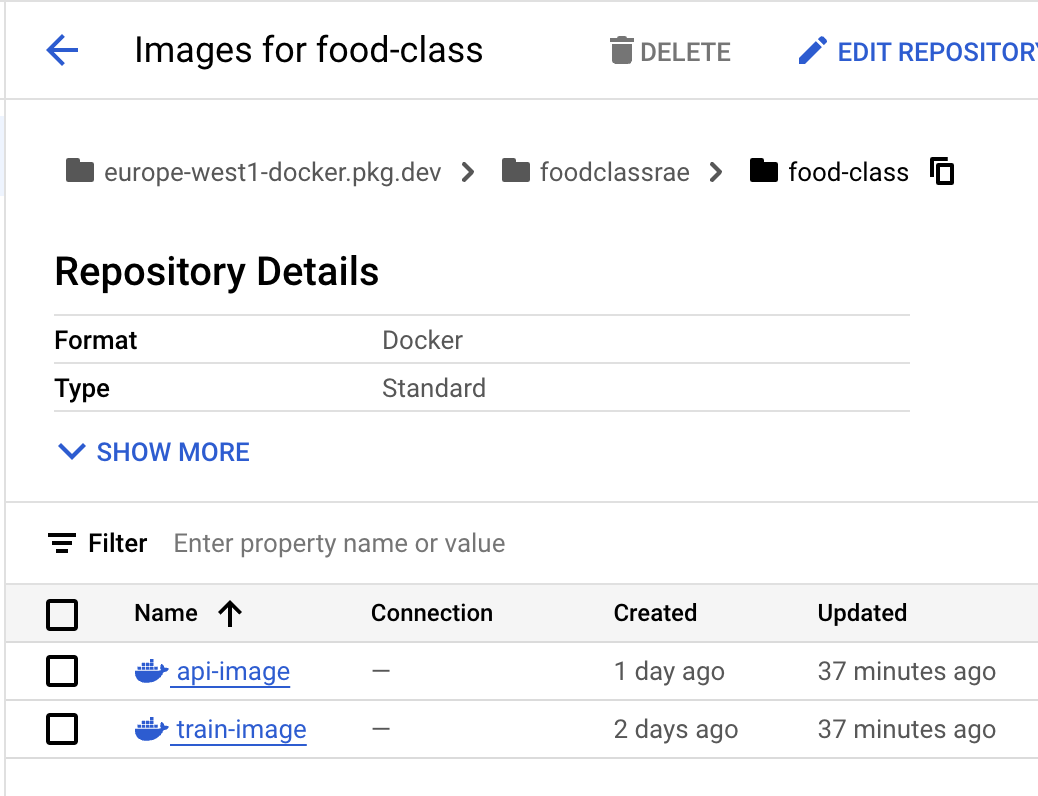 Images for food-class DELETE EDIT REPOSITORY
europe-west1-docker.pkg.dev foodclassrae food-class
Repository Details
Format Docker
Type Standard
SHOW MORE
Filter Enter property name or value
Name Connection Created Updated
api-image — 1 day ago 37 minutes ago
train-image — 2 days ago 37 minutes ago